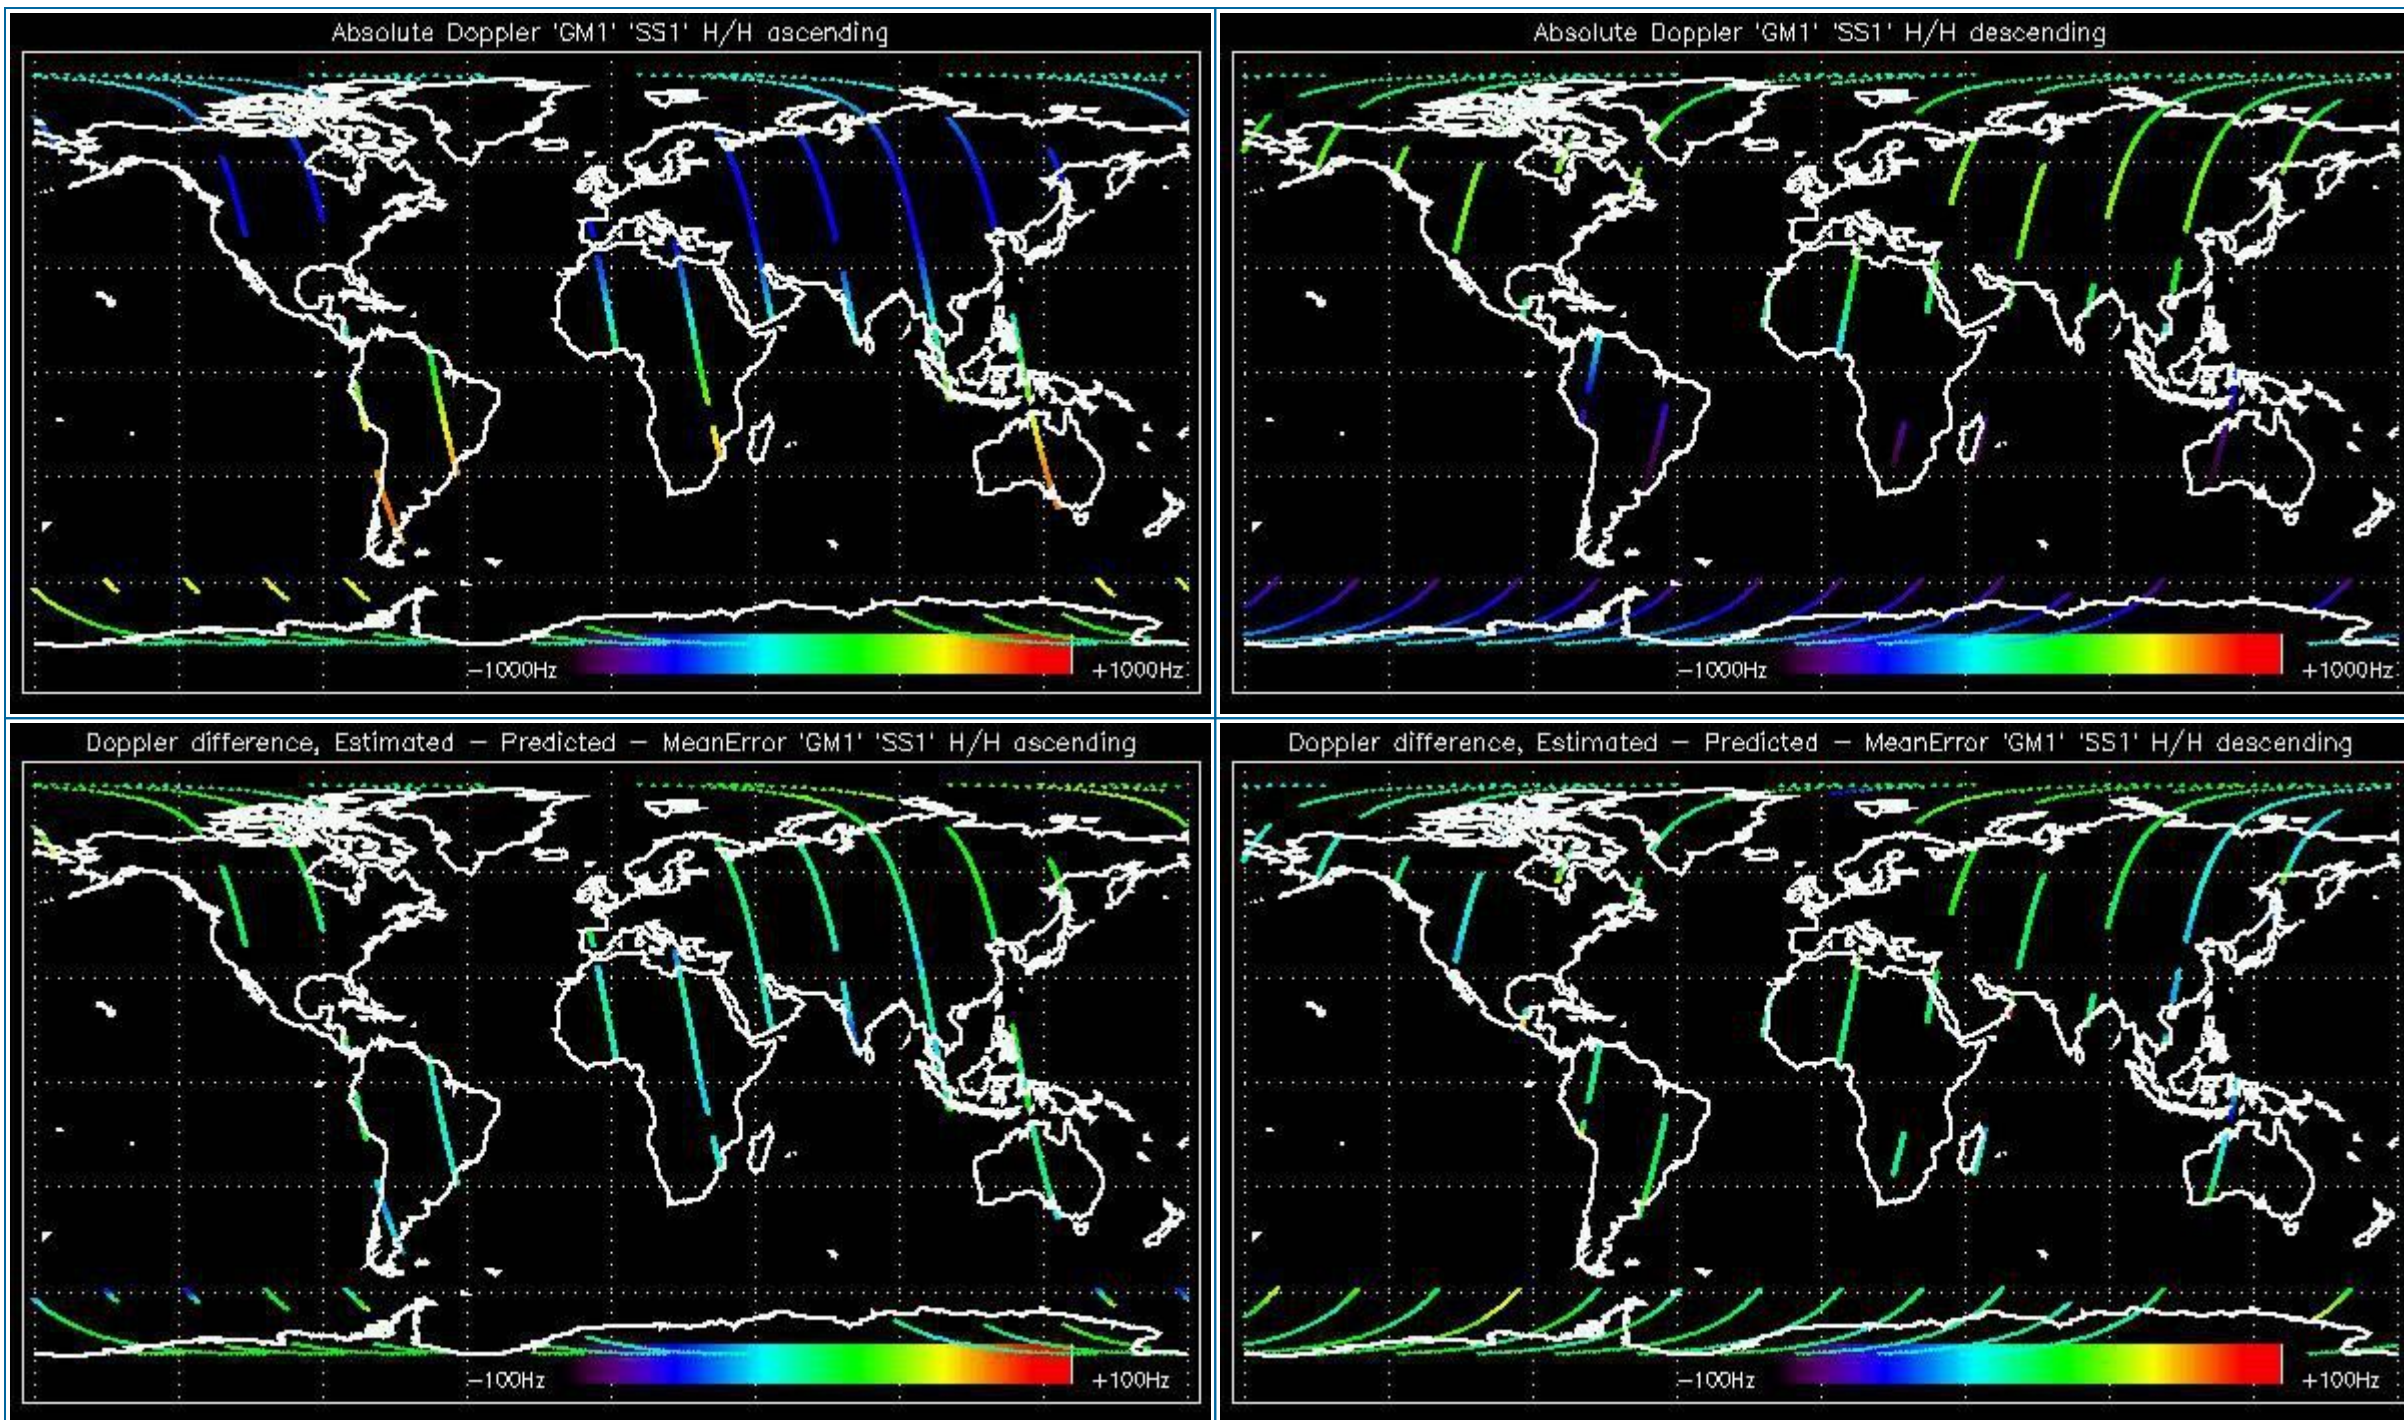 Absolute Doppler 'GM1' 'SS1' H/H ascending
−1000Hz
+1000Hz
Absolute Doppler 'GM1' 'SS1' H/H descending
−1000Hz
+1000Hz
Doppler difference, Estimated − Predicted − MeanError 'GM1' 'SS1' H/H ascending
−100Hz
+100Hz
Doppler difference, Estimated − Predicted − MeanError 'GM1' 'SS1' H/H descending
−100Hz
+100Hz